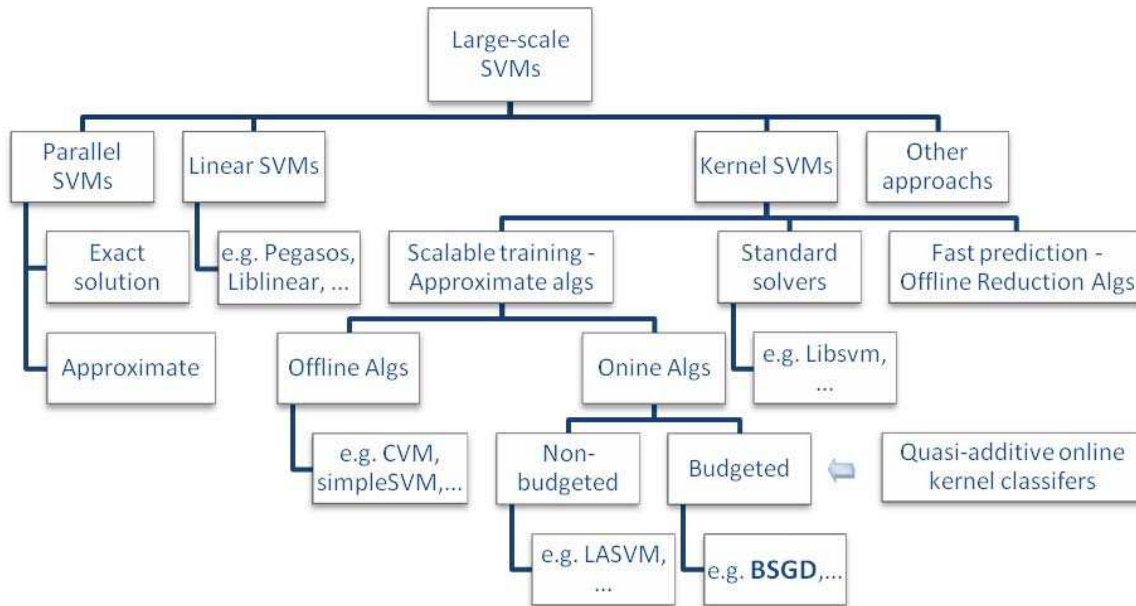 Large-scale
SVMs
Parallel
SVMs
Linear SVMs
Kernel SVMs
Other
approachs
Exact
solution
e.g. Pegasos,
Liblinear, ...
Scalable training -
Approximate algs
Standard
solvers
Fast prediction -
Offline Reduction Algs
Approximate
Offline Algs
Onine Algs
e.g. Libsvm,
...
e.g. CVM,
simpleSVM,...
Non-
budgeted
Budgeted
Quasi-additive online
kernel classifers
e.g. LASVM,
...
e.g. BSGD,...